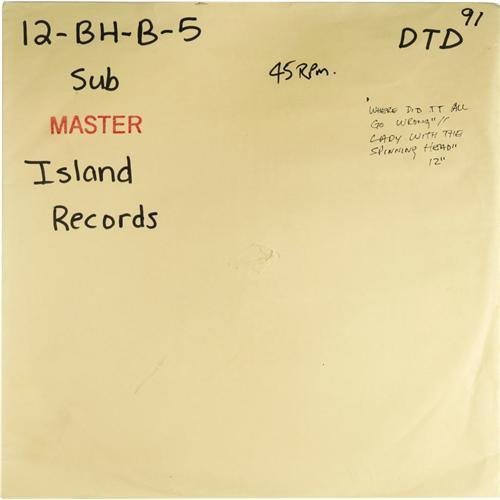 12-BH-B-5
Sub
MASTER
Island
Records
45 RPM.
DTD 91
"WHERE DID IT ALL
GO WRONG"//
LADY WITH THE
SPINNING HEAD"
12"